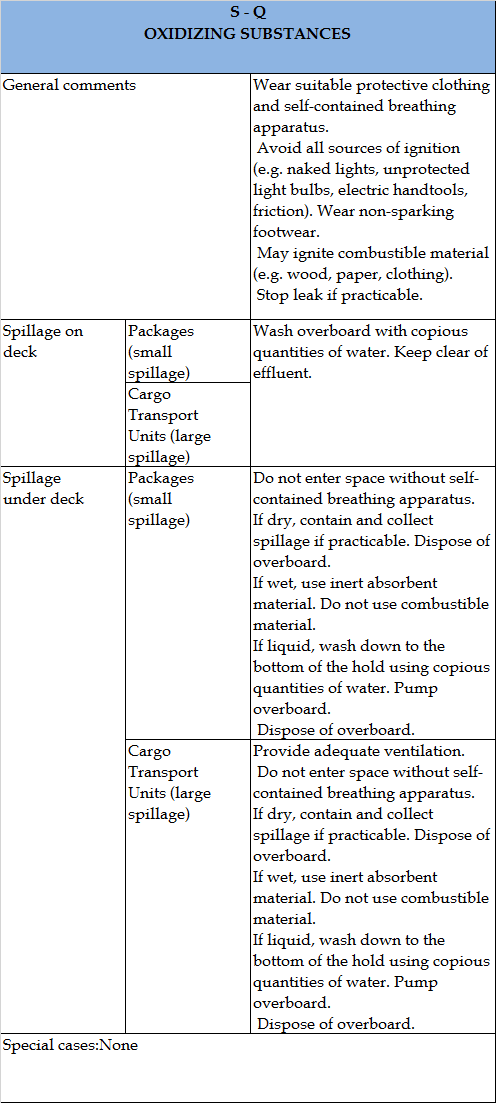 S - Q
OXIDIZING SUBSTANCES
General comments
Wear suitable protective clothing
and self-contained breathing
apparatus.
Avoid all sources of ignition
(e.g. naked lights, unprotected
light bulbs, electric handtools,
friction). Wear non-sparking
footwear.
May ignite combustible material
(e.g. wood, paper, clothing).
Stop leak if practicable.
Spillage on
deck
Packages
(small
spillage)
Wash overboard with copious
quantities of water. Keep clear of
effluent.
Cargo
Transport
Units (large
spillage)
Spillage
under deck
Packages
(small
spillage)
Do not enter space without self-
contained breathing apparatus.
If dry, contain and collect
spillage if practicable. Dispose of
overboard.
If wet, use inert absorbent
material. Do not use combustible
material.
If liquid, wash down to the
bottom of the hold using copious
quantities of water. Pump
overboard.
Dispose of overboard.
Cargo
Transport
Units (large
spillage)
Provide adequate ventilation.
Do not enter space without self-
contained breathing apparatus.
If dry, contain and collect
spillage if practicable. Dispose of
overboard.
If wet, use inert absorbent
material. Do not use combustible
material.
If liquid, wash down to the
bottom of the hold using copious
quantities of water. Pump
overboard.
Dispose of overboard.
Special cases:None